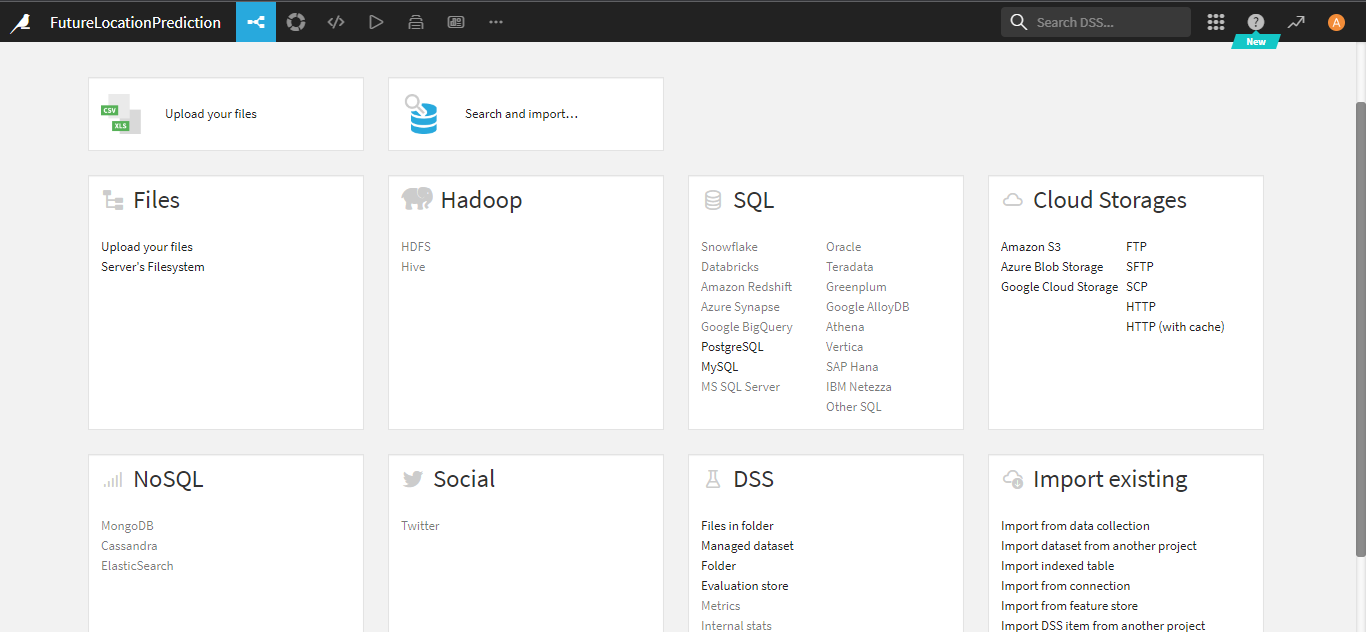 FutureLocationPrediction
Search DSS...
?
A
New
CSV
XLS
Upload your files
Search and import...
Files
Upload your files
Server's Filesystem
Hadoop
HDFS
Hive
SQL
Snowflake
Databricks
Amazon Redshift
Azure Synapse
Google BigQuery
PostgreSQL
MySQL
MS SQL Server
Oracle
Teradata
Greenplum
Google AlloyDB
Athena
Vertica
SAP Hana
IBM Netezza
Other SQL
Cloud Storages
Amazon S3
Azure Blob Storage
Google Cloud Storage
FTP
SFTP
SCP
HTTP
HTTP (with cache)
NoSQL
MongoDB
Cassandra
ElasticSearch
Social
Twitter
DSS
Files in folder
Managed dataset
Folder
Evaluation store
Metrics
Internal stats
Import existing
Import from data collection
Import dataset from another project
Import indexed table
Import from connection
Import from feature store
Import DSS item from another project